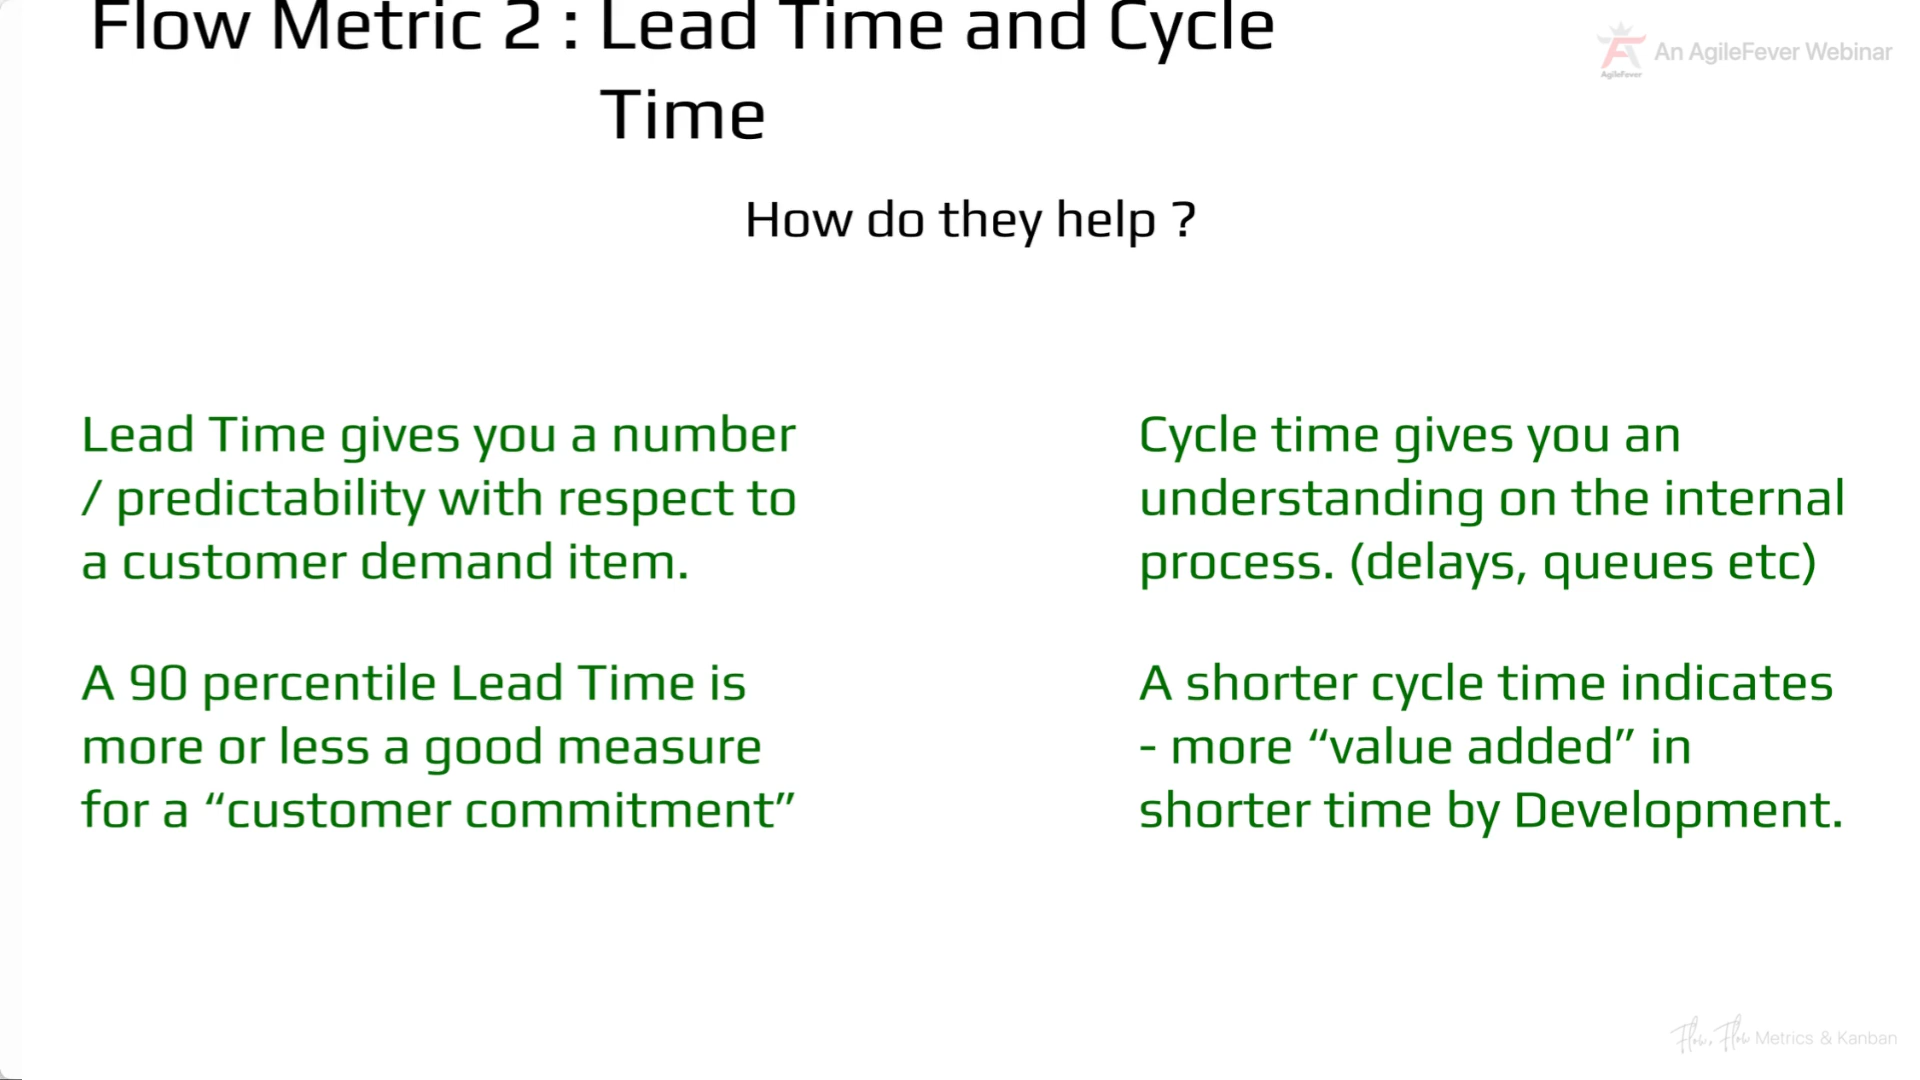 Flow Metric 2 : Lead Time and Cycle
Time
An AgileFever Webinar
AgileFever
How do they help ?
Lead Time gives you a number
/ predictability with respect to
a customer demand item.
A 90 percentile Lead Time is
more or less a good measure
for a “customer commitment”
Cycle time gives you an
understanding on the internal
process. (delays, queues etc)
A shorter cycle time indicates
- more “value added” in
shorter time by Development.
Flow, Flow Metrics & Kanban